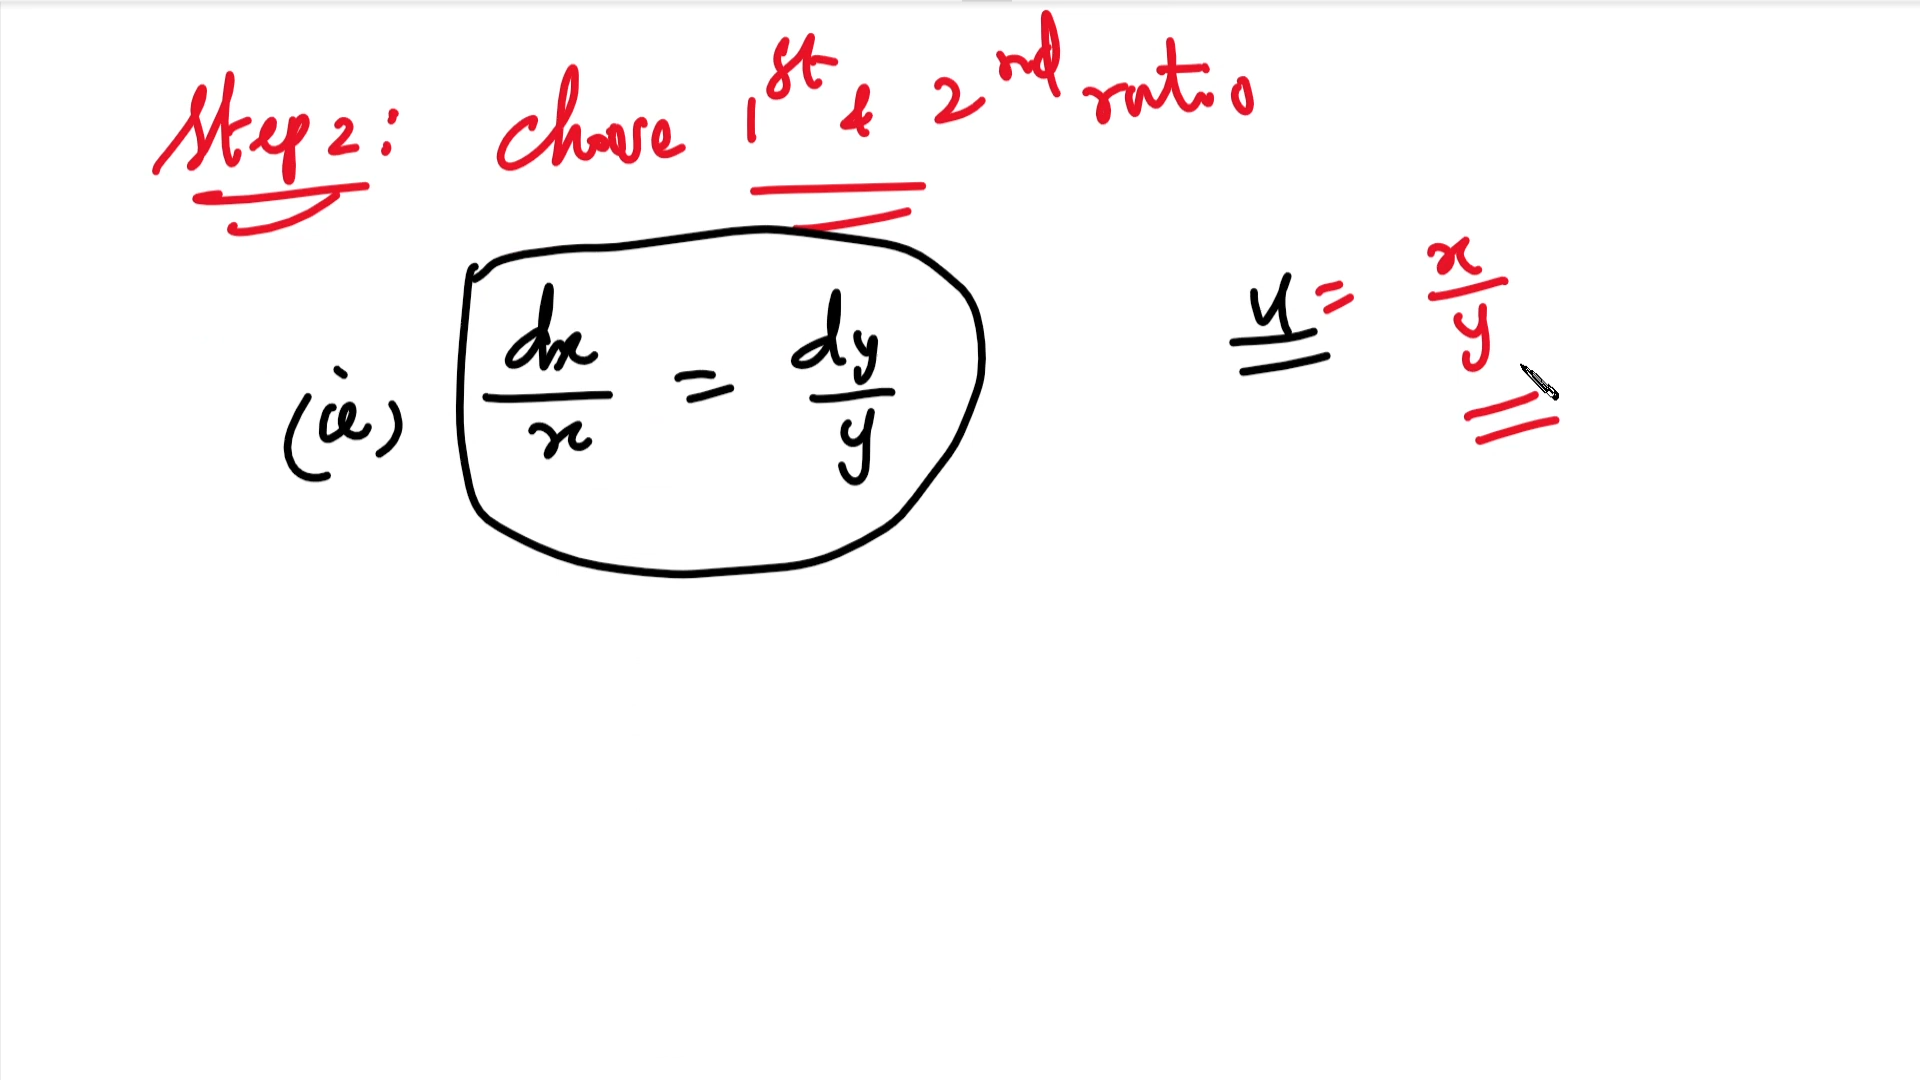 Step 2: Choose 1st & 2nd ratio
(ie) dx/x = dy/y
u = x/y